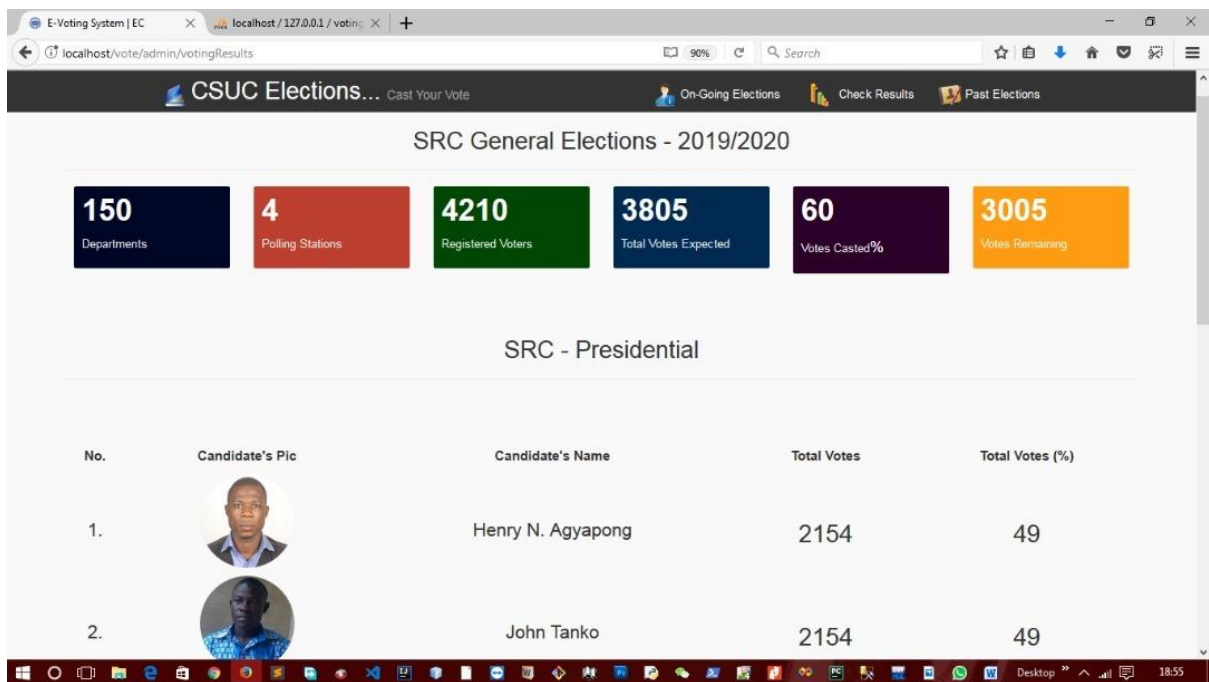 E-Voting System | EC
localhost / 127.0.0.1 / voting
localhost/vote/admin/votingResults
90%
Search
CSUC Elections... Cast Your Vote
On-Going Elections
Check Results
Past Elections
SRC General Elections - 2019/2020
150
Departments
4
Polling Stations
4210
Registered Voters
3805
Total Votes Expected
60
Votes Casted%
3005
Votes Remaining
SRC - Presidential
No. Candidate's Pic Candidate's Name Total Votes Total Votes (%)
1. Henry N. Agyapong 2154 49
2. John Tanko 2154 49
Desktop
18:55